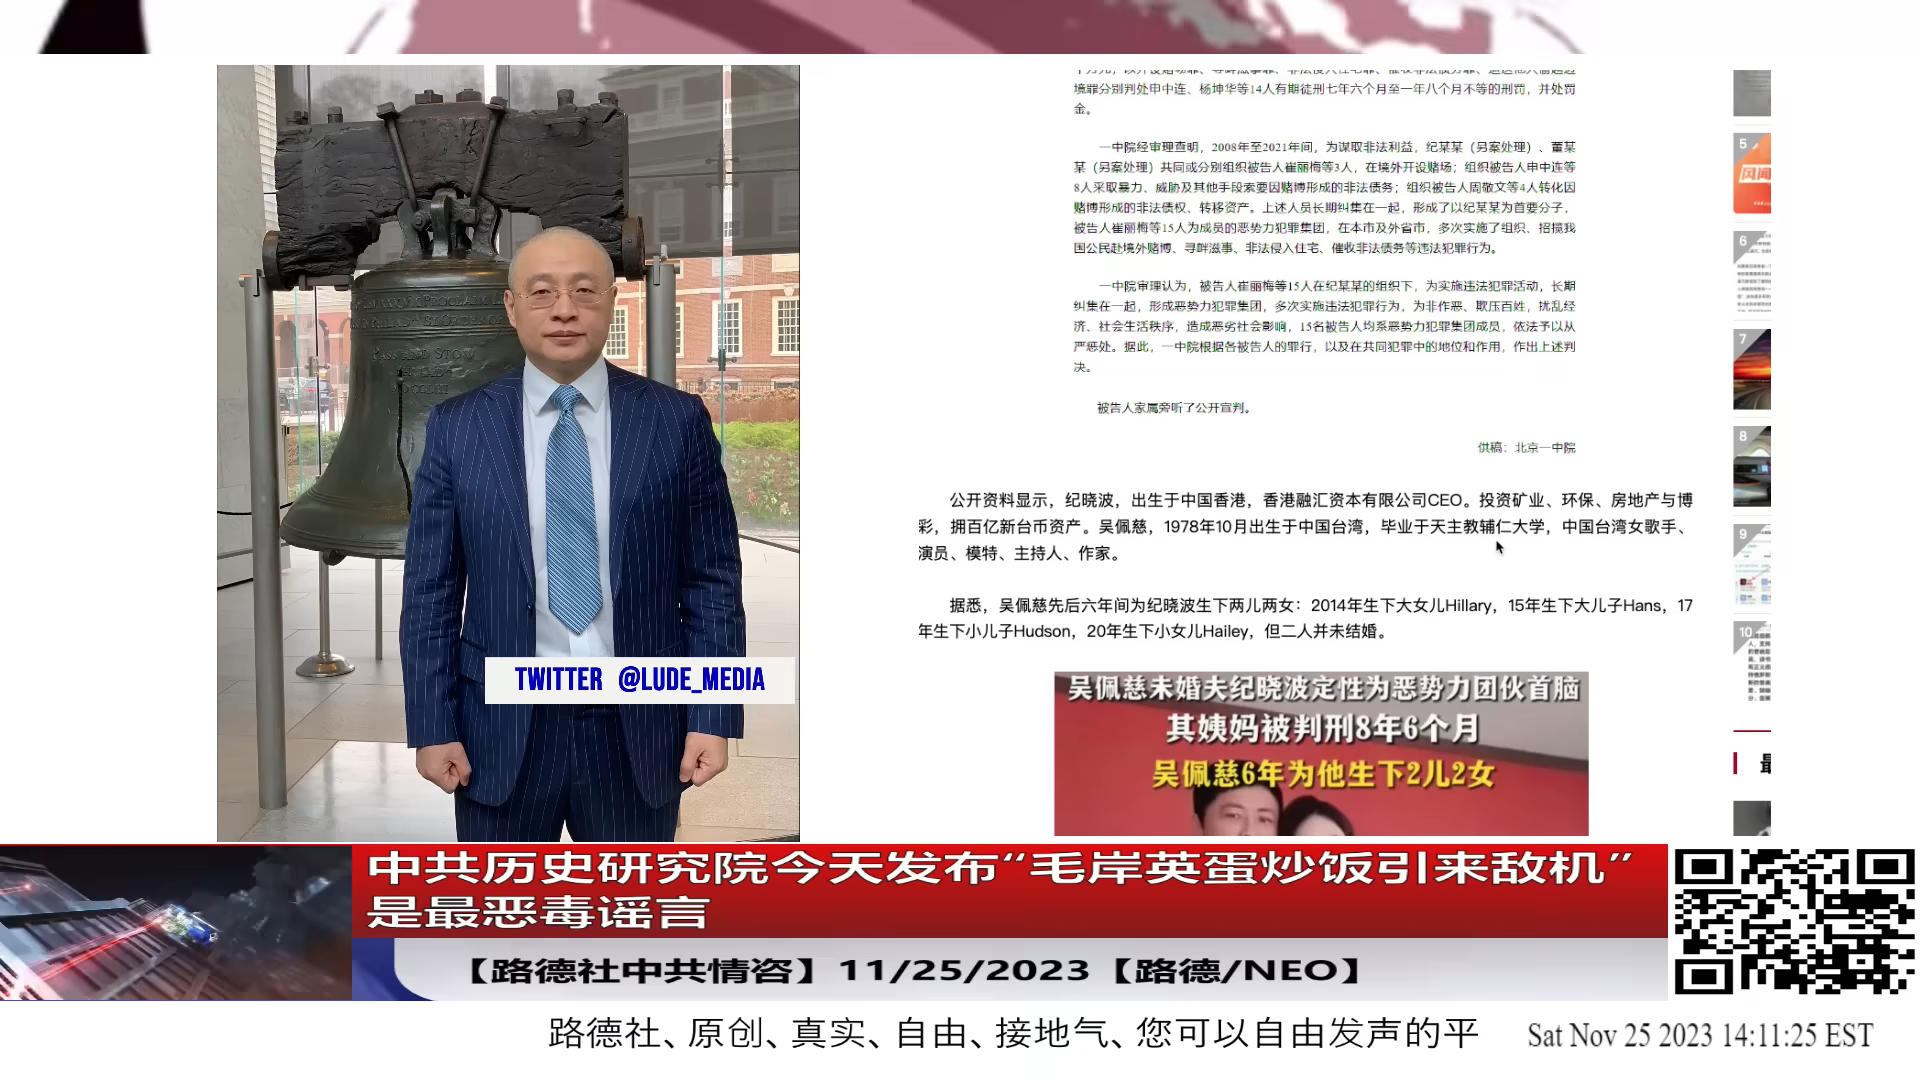 境罪分别判处申中连、杨坤华等14人有期徒刑七年六个月至一年八个月不等的刑罚，并处罚
金。
一中院经审理查明，2008年至2021年间，为谋取非法利益，纪某某（另案处理）、董某
某（另案处理）共同或分别组织被告人崔丽梅等3人，在境外开设赌场；组织被告人申中连等
8人采取暴力、威胁及其他手段索要因赌博形成的非法债务；组织被告人周敬文等4人转化因
赌博形成的非法债权、转移资产。上述人员长期纠集在一起，形成了以纪某某为首要分子，
被告人崔丽梅等15人为成员的恶势力犯罪集团，在本市及外省市，多次实施了组织、招揽我
国公民赴境外赌博、寻衅滋事、非法侵入住宅、催收非法债务等违法犯罪行为。
一中院审理认为，被告人崔丽梅等15人在纪某某的组织下，为实施违法犯罪活动，长期
纠集在一起，形成恶势力犯罪集团，多次实施违法犯罪行为，为非作恶、欺压百姓，扰乱经
济、社会生活秩序，造成恶劣社会影响，15名被告人均系恶势力犯罪集团成员，依法予以从
严惩处。据此，一中院根据各被告人的罪行，以及在共同犯罪中的地位和作用，作出上述判
决。
被告人家属旁听了公开宣判。
供稿：北京一中院
公开资料显示，纪晓波，出生于中国香港，香港融汇资本有限公司CEO。投资矿业、环保、房地产与博
彩，拥百亿新台币资产。吴佩慈，1978年10月出生于中国台湾，毕业于天主教辅仁大学，中国台湾女歌手、
演员、模特、主持人、作家。
据悉，吴佩慈先后六年间为纪晓波生下两儿两女：2014年生下大女儿Hillary，15年生下大儿子Hans，17
年生下小儿子Hudson，20年生下小女儿Hailey，但二人并未结婚。
吴佩慈未婚夫纪晓波定性为恶势力团伙首脑
其姨妈被判刑8年6个月
吴佩慈6年为他生下2儿2女
5
风闻
6
7
8
9
10
PASS AND STOW
TWITTER @LUDE_MEDIA
中共历史研究院今天发布“毛岸英蛋炒饭引来敌机”
是最恶毒谣言
【路德社中共情咨】11/25/2023【路德/NEO】
路德社、原创、真实、自由、接地气、您可以自由发声的平
Sat Nov 25 2023 14:11:25 EST